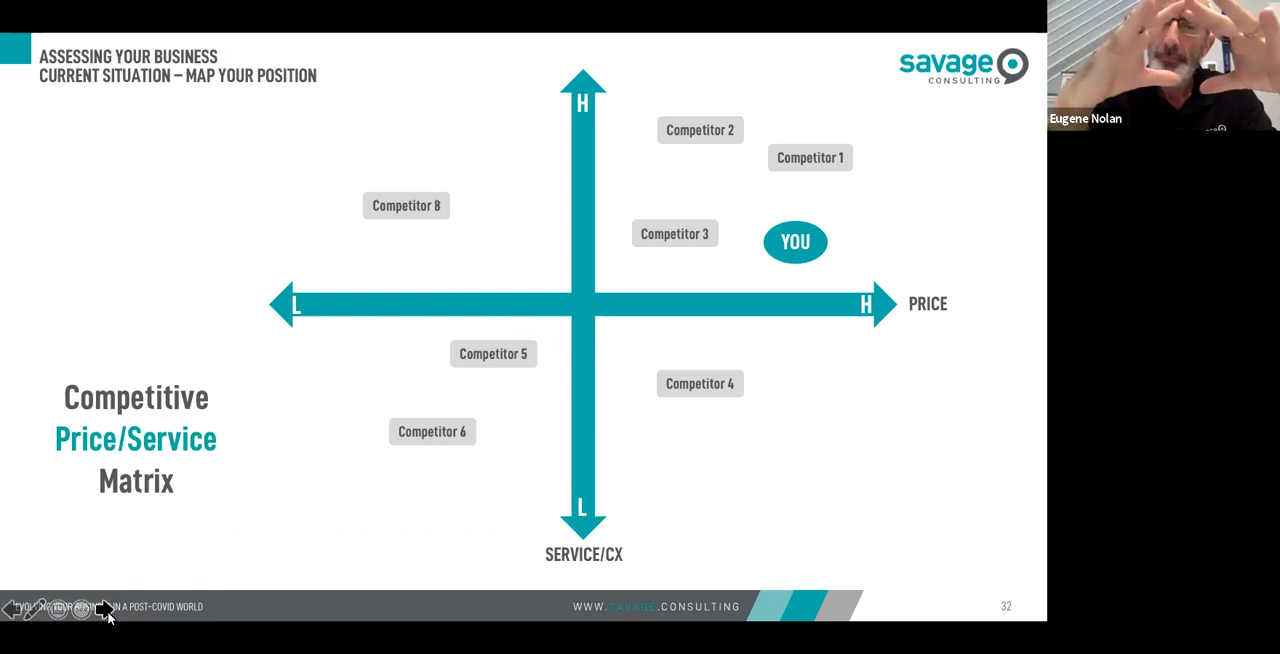 ASSESSING YOUR BUSINESS
CURRENT SITUATION – MAP YOUR POSITION
savage
CONSULTING
Eugene Nolan
H
Competitor 2
Competitor 1
Competitor 8
Competitor 3
YOU
L
H
PRICE
Competitor 5
Competitor 4
Competitive
Price/Service
Matrix
Competitor 6
L
SERVICE/CX
IN A POST-COVID WORLD
WWW.SAVAGE.CONSULTING
32